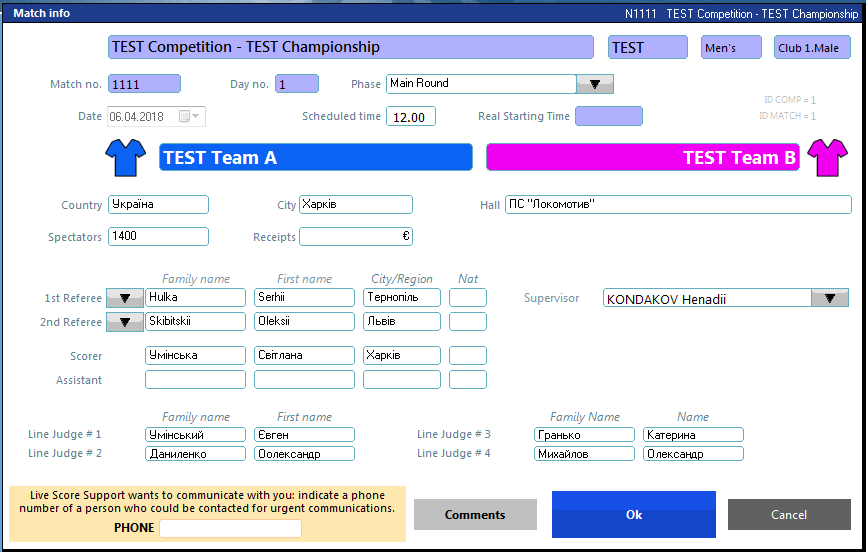 Match info N1111 TEST Competition - TEST Championship
TEST Competition - TEST Championship TEST Men's Club 1.Male
Match no. 1111 Day no. 1 Phase Main Round
ID COMP = 1
Date 06.04.2018 Scheduled time 12.00 Real Starting Time
ID MATCH = 1
TEST Team A TEST Team B
Country Україна City Харків Hall ПС "Локомотив"
Spectators 1400 Receipts €
Family name First name City/Region Nat
1st Referee Hulka Serhii Тернопіль Supervisor KONDAKOV Henadii
2nd Referee Skibitskii Oleksii Львів
Scorer Умінська Світлана Харків
Assistant
Family name First name Family Name Name
Line Judge # 1 Умінський Євген Line Judge # 3 Гранько Катерина
Line Judge # 2 Даниленко Оолександр Line Judge # 4 Михайлов Олександр
Live Score Support wants to communicate with you: indicate a phone
number of a person who could be contacted for urgent communications.
PHONE
Comments Ok Cancel